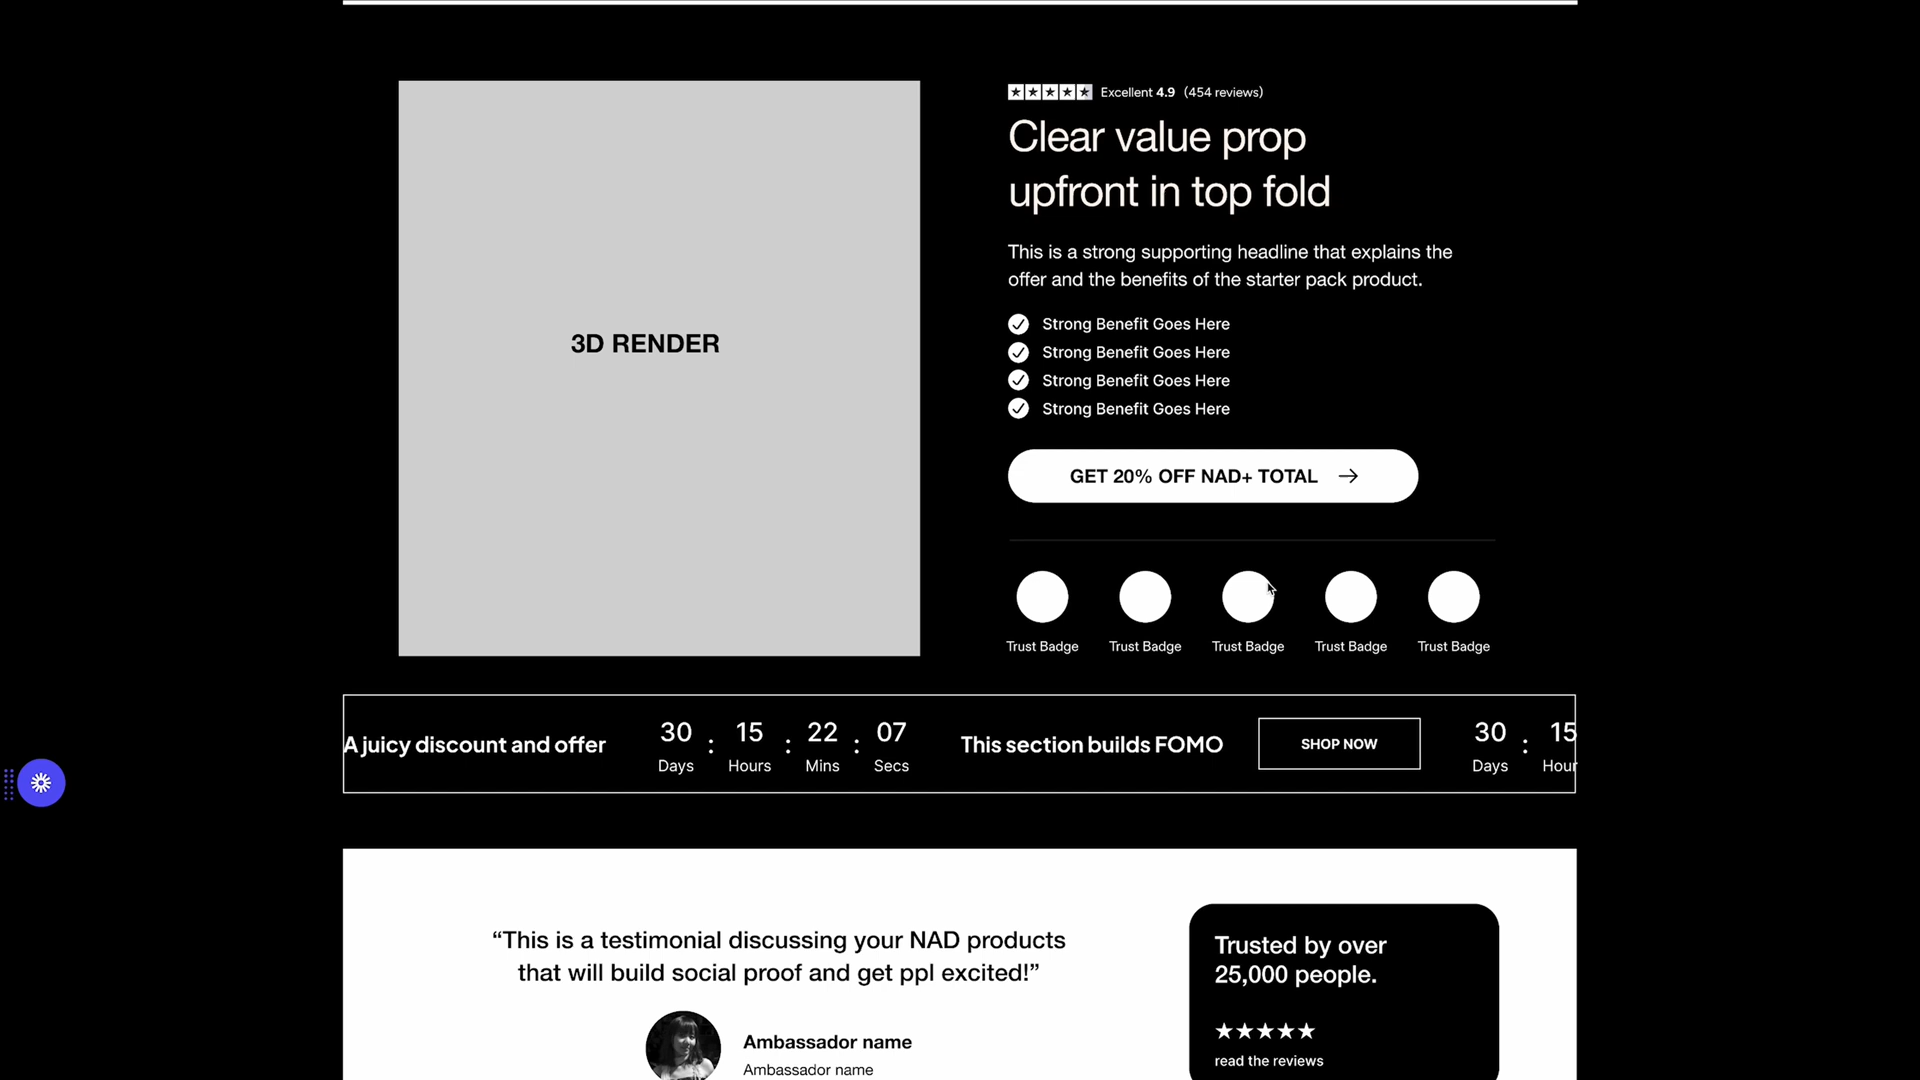 3D RENDER
Excellent 4.9 (454 reviews)
Clear value prop
upfront in top fold
This is a strong supporting headline that explains the
offer and the benefits of the starter pack product.
Strong Benefit Goes Here
Strong Benefit Goes Here
Strong Benefit Goes Here
Strong Benefit Goes Here
GET 20% OFF NAD+ TOTAL →
Trust Badge Trust Badge Trust Badge Trust Badge Trust Badge
A juicy discount and offer
30 : 15 : 22 : 07
Days Hours Mins Secs
This section builds FOMO
SHOP NOW
30 : 15
Days Hour
“This is a testimonial discussing your NAD products
that will build social proof and get ppl excited!”
Ambassador name
Ambassador name
Trusted by over
25,000 people.
★★★★★
read the reviews